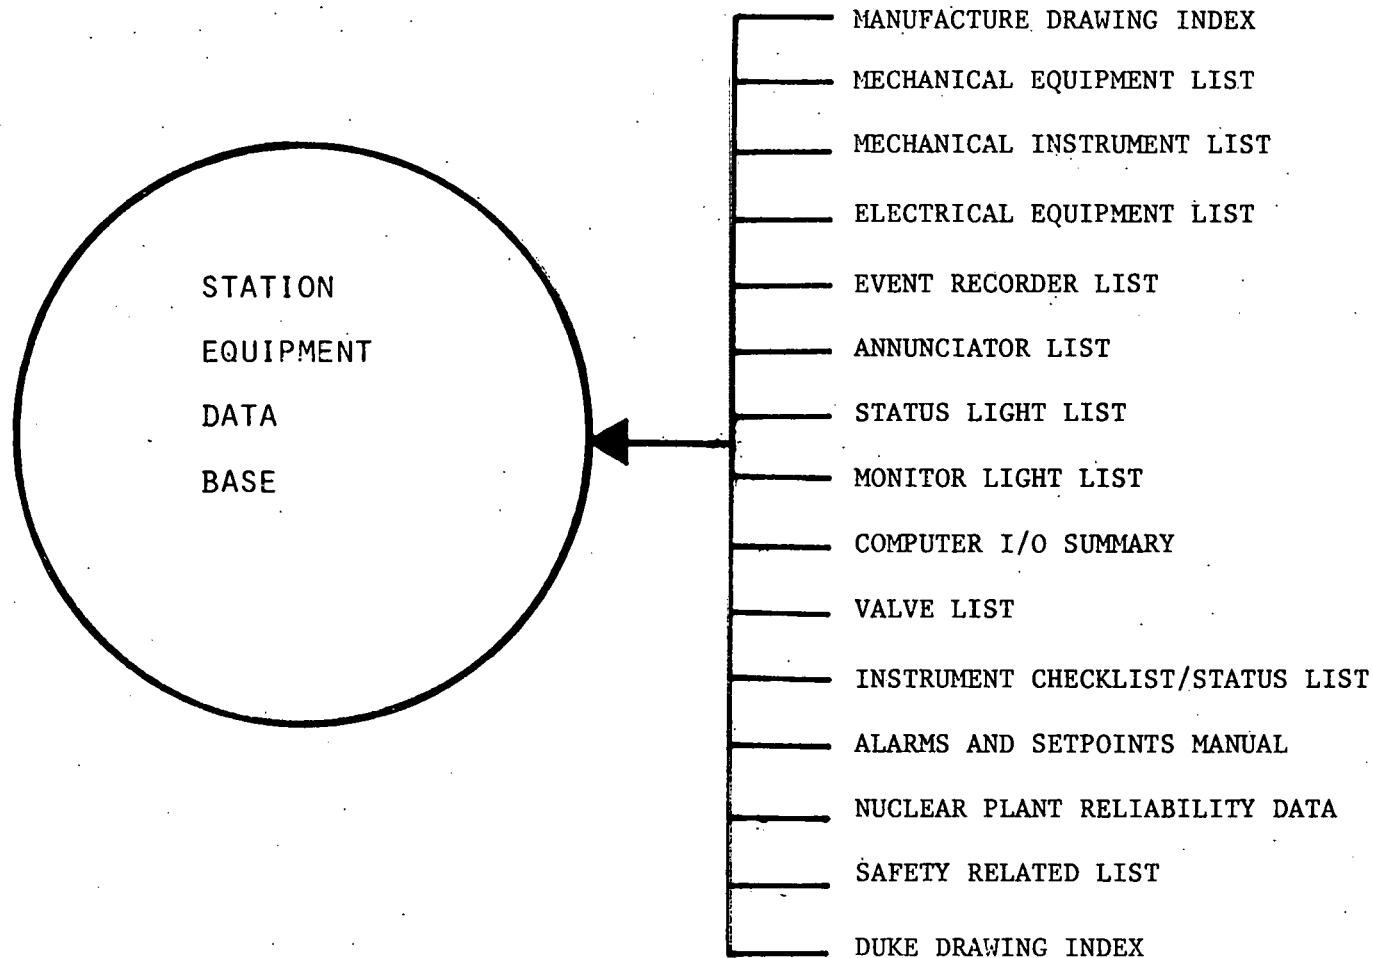 STATION
EQUIPMENT
DATA
BASE
MANUFACTURE DRAWING INDEX
MECHANICAL EQUIPMENT LIST
MECHANICAL INSTRUMENT LIST
ELECTRICAL EQUIPMENT LIST
EVENT RECORDER LIST
ANNUNCIATOR LIST
STATUS LIGHT LIST
MONITOR LIGHT LIST
COMPUTER I/O SUMMARY
VALVE LIST
INSTRUMENT CHECKLIST/STATUS LIST
ALARMS AND SETPOINTS MANUAL
NUCLEAR PLANT RELIABILITY DATA
SAFETY RELATED LIST
DUKE DRAWING INDEX